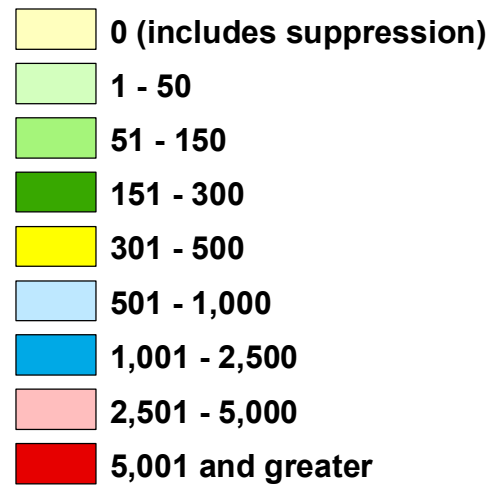 0 (includes suppression)
1 - 50
51 - 150
151 - 300
301 - 500
501 - 1,000
1,001 - 2,500
2,501 - 5,000
5,001 and greater